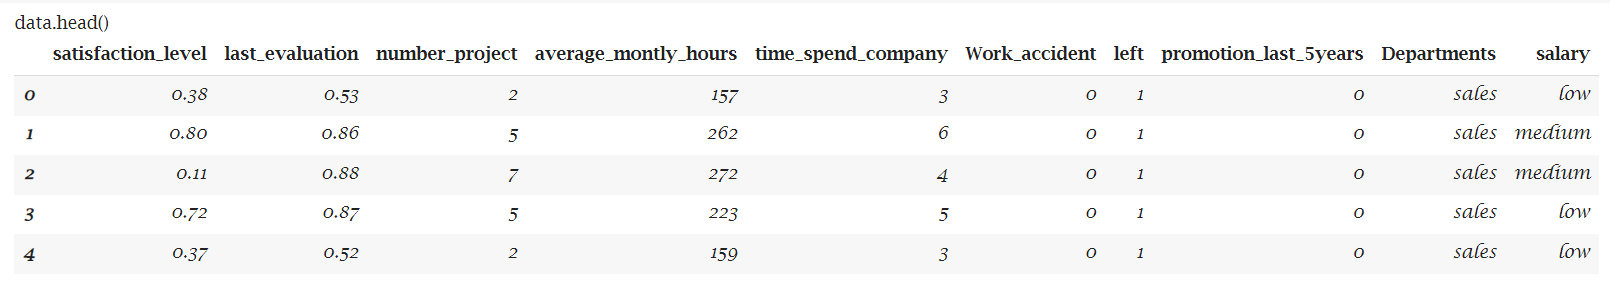 data.head()
satisfaction_level last_evaluation number_project average_montly_hours time_spend_company Work_accident left promotion_last_5years Departments salary
0 0.38 0.53 2 157 3 0 1 0 sales low
1 0.80 0.86 5 262 6 0 1 0 sales medium
2 0.11 0.88 7 272 4 0 1 0 sales medium
3 0.72 0.87 5 223 5 0 1 0 sales low
4 0.37 0.52 2 159 3 0 1 0 sales low